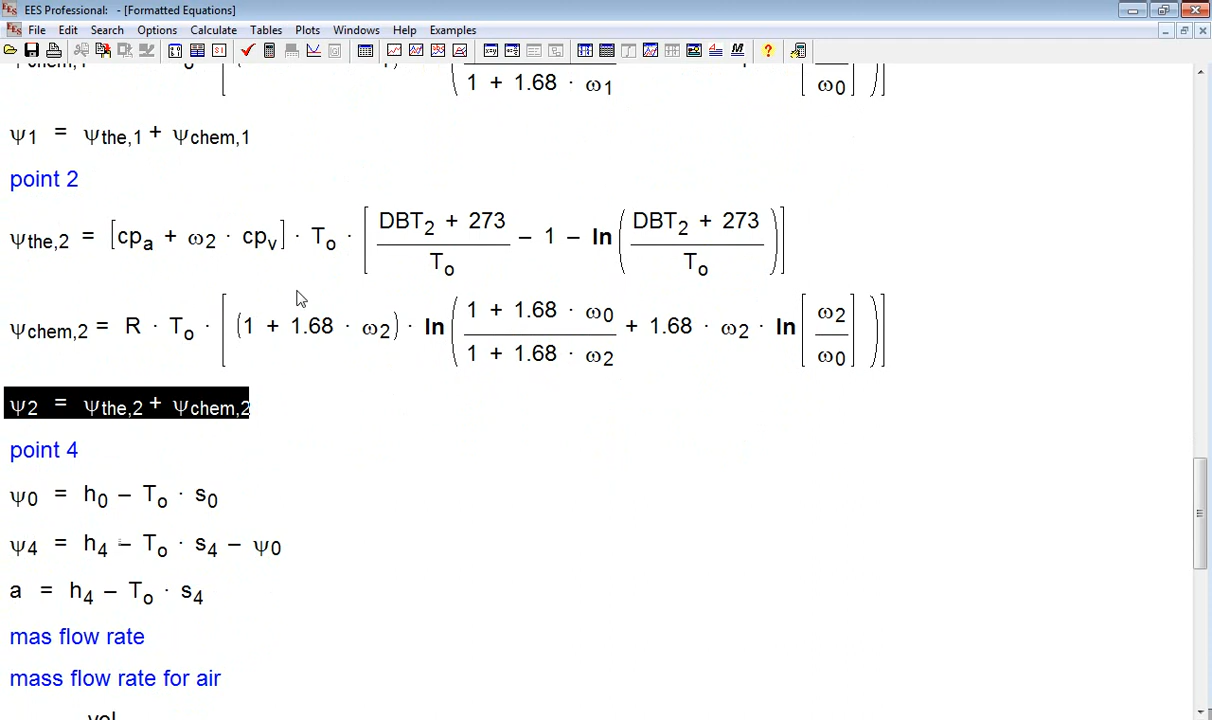 EES Professional: - [Formatted Equations]
File Edit Search Options Calculate Tables Plots Windows Help Examples
1 + 1.68 · ω1
ω0
ψ1 = ψthe,1 + ψchem,1
point 2
ψthe,2 = [cpa + ω2 · cpv] · To · [(DBT2 + 273)/To – 1 – ln((DBT2 + 273)/To)]
ψchem,2 = R · To · [(1 + 1.68 · ω2) · ln((1 + 1.68 · ω0)/(1 + 1.68 · ω2) + 1.68 · ω2 · ln[ω2/ω0])]
ψ2 = ψthe,2 + ψchem,2
point 4
ψ0 = h0 – To · s0
ψ4 = h4 – To · s4 – ψ0
a = h4 – To · s4
mas flow rate
mass flow rate for air
vol